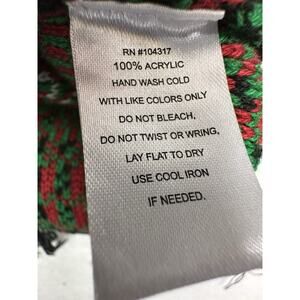 RN #104317
100% ACRYLIC
HAND WASH COLD
WITH LIKE COLORS ONLY
DO NOT BLEACH,
DO NOT TWIST OR WRING,
LAY FLAT TO DRY
USE COOL IRON
IF NEEDED.